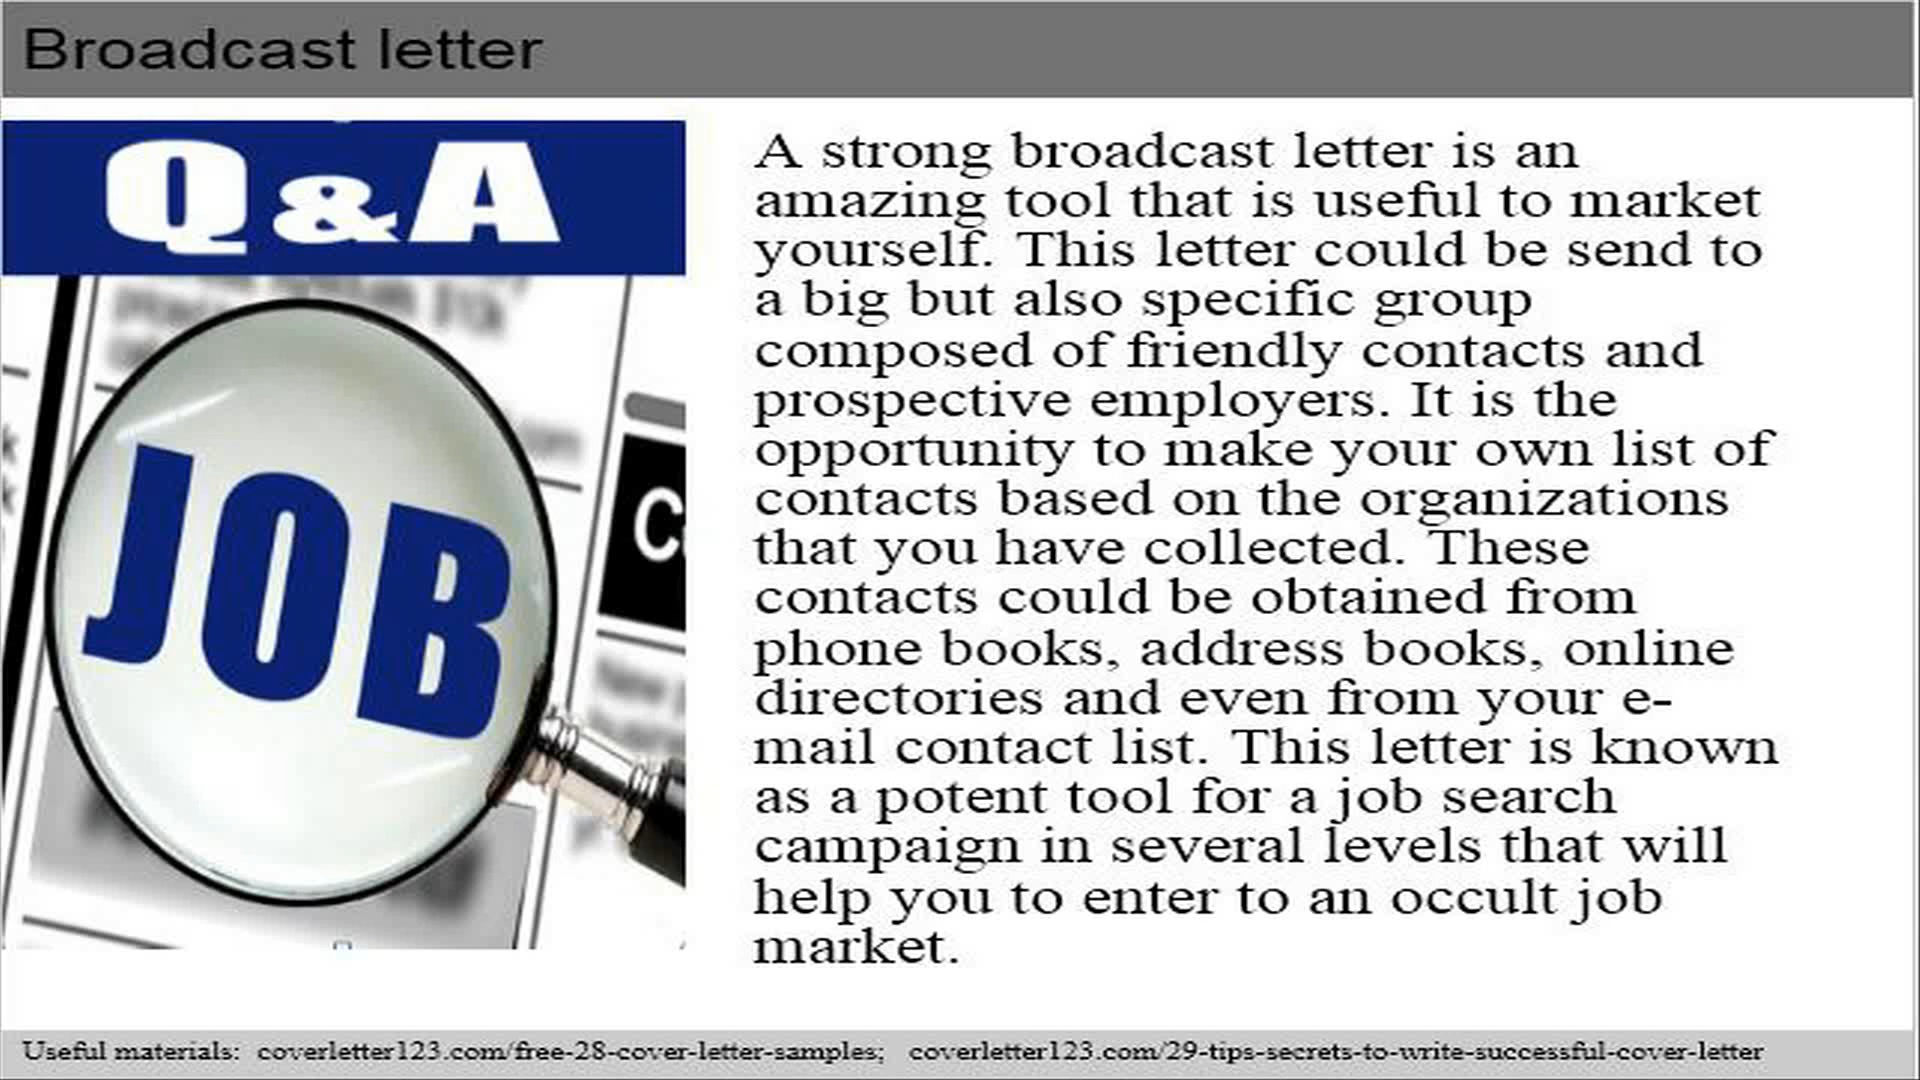 Broadcast letter
Q & A
JOB
A strong broadcast letter is an
amazing tool that is useful to market
yourself. This letter could be send to
a big but also specific group
composed of friendly contacts and
prospective employers. It is the
opportunity to make your own list of
contacts based on the organizations
that you have collected. These
contacts could be obtained from
phone books, address books, online
directories and even from your e-
mail contact list. This letter is known
as a potent tool for a job search
campaign in several levels that will
help you to enter to an occult job
market.
Useful materials: coverletter123.com/free-28-cover-letter-samples; coverletter123.com/29-tips-secrets-to-write-successful-cover-letter